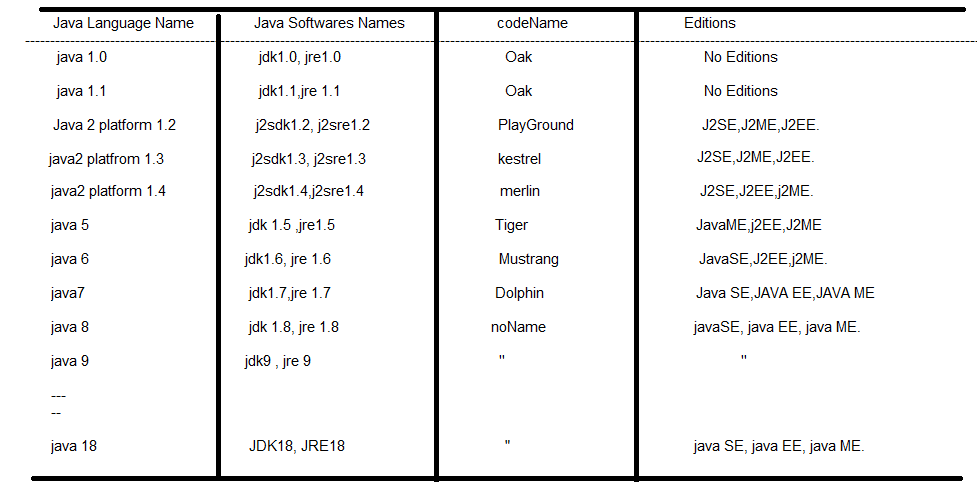 Java Language Name Java Softwares Names codeName Editions
java 1.0 jdk1.0, jre1.0 Oak No Editions
java 1.1 jdk1.1,jre 1.1 Oak No Editions
Java 2 platform 1.2 j2sdk1.2, j2sre1.2 PlayGround J2SE,J2ME,J2EE.
java2 platfrom 1.3 j2sdk1.3, j2sre1.3 kestrel J2SE,J2ME,J2EE.
java2 platform 1.4 j2sdk1.4,j2sre1.4 merlin J2SE,J2EE,j2ME.
java 5 jdk 1.5 ,jre1.5 Tiger JavaME,j2EE,J2ME
java 6 jdk1.6, jre 1.6 Mustrang JavaSE,J2EE,j2ME.
java7 jdk1.7,jre 1.7 Dolphin Java SE,JAVA EE,JAVA ME
java 8 jdk 1.8, jre 1.8 noName javaSE, java EE, java ME.
java 9 jdk9 , jre 9 " "
---
--
java 18 JDK18, JRE18 " java SE, java EE, java ME.